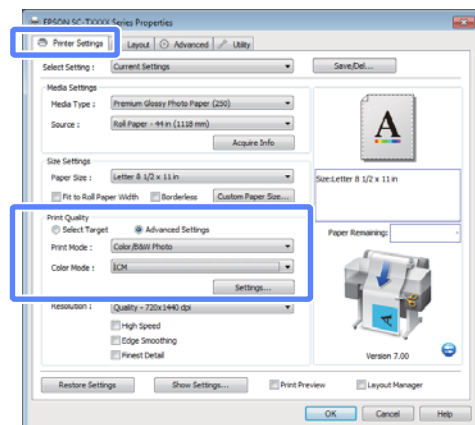 EPSON SC-TXXXX Series Properties
Printer Settings Layout Advanced Utility
Select Setting : Current Settings Save/Del...
Media Settings
Media Type : Premium Glossy Photo Paper (250)
Source : Roll Paper - 44 in (1118 mm)
Acquire Info
Size Settings
Paper Size : Letter 8 1/2 x 11 in
Fit to Roll Paper Width Borderless Custom Paper Size...
A
Size:Letter 8 1/2 x 11 in
Print Quality
Select Target Advanced Settings
Paper Remaining: -
Print Mode : Color/B&W Photo
Color Mode : ICM
Settings...
Resolution : Quality - 720x1440 dpi
High Speed
Edge Smoothing
Finest Detail
Version 7.00
Restore Settings Show Settings... Print Preview Layout Manager
OK Cancel Help